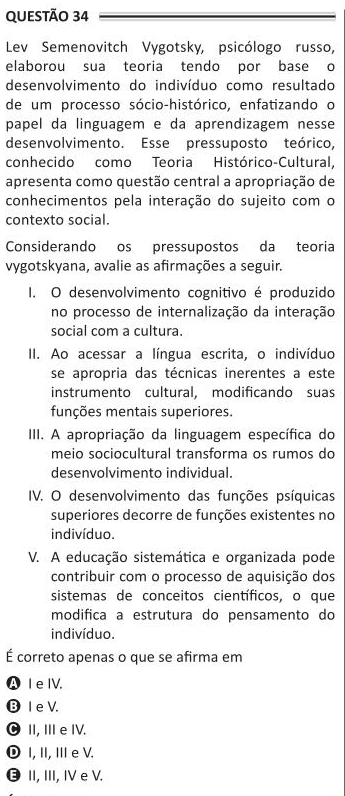 QUESTÃO 34
Lev Semenovitch Vygotsky, psicólogo russo,
elaborou sua teoria tendo por base o
desenvolvimento do indivíduo como resultado
de um processo sócio-histórico, enfatizando o
papel da linguagem e da aprendizagem nesse
desenvolvimento. Esse pressuposto teórico,
conhecido como Teoria Histórico-Cultural,
apresenta como questão central a apropriação de
conhecimentos pela interação do sujeito com o
contexto social.
Considerando os pressupostos da teoria
vygotskyana, avalie as afirmações a seguir.
I. O desenvolvimento cognitivo é produzido
no processo de internalização da interação
social com a cultura.
II. Ao acessar a língua escrita, o indivíduo
se apropria das técnicas inerentes a este
instrumento cultural, modificando suas
funções mentais superiores.
III. A apropriação da linguagem específica do
meio sociocultural transforma os rumos do
desenvolvimento individual.
IV. O desenvolvimento das funções psíquicas
superiores decorre de funções existentes no
indivíduo.
V. A educação sistemática e organizada pode
contribuir com o processo de aquisição dos
sistemas de conceitos científicos, o que
modifica a estrutura do pensamento do
indivíduo.
É correto apenas o que se afirma em
A I e IV.
B I e V.
C II, III e IV.
D I, II, III e V.
E II, III, IV e V.